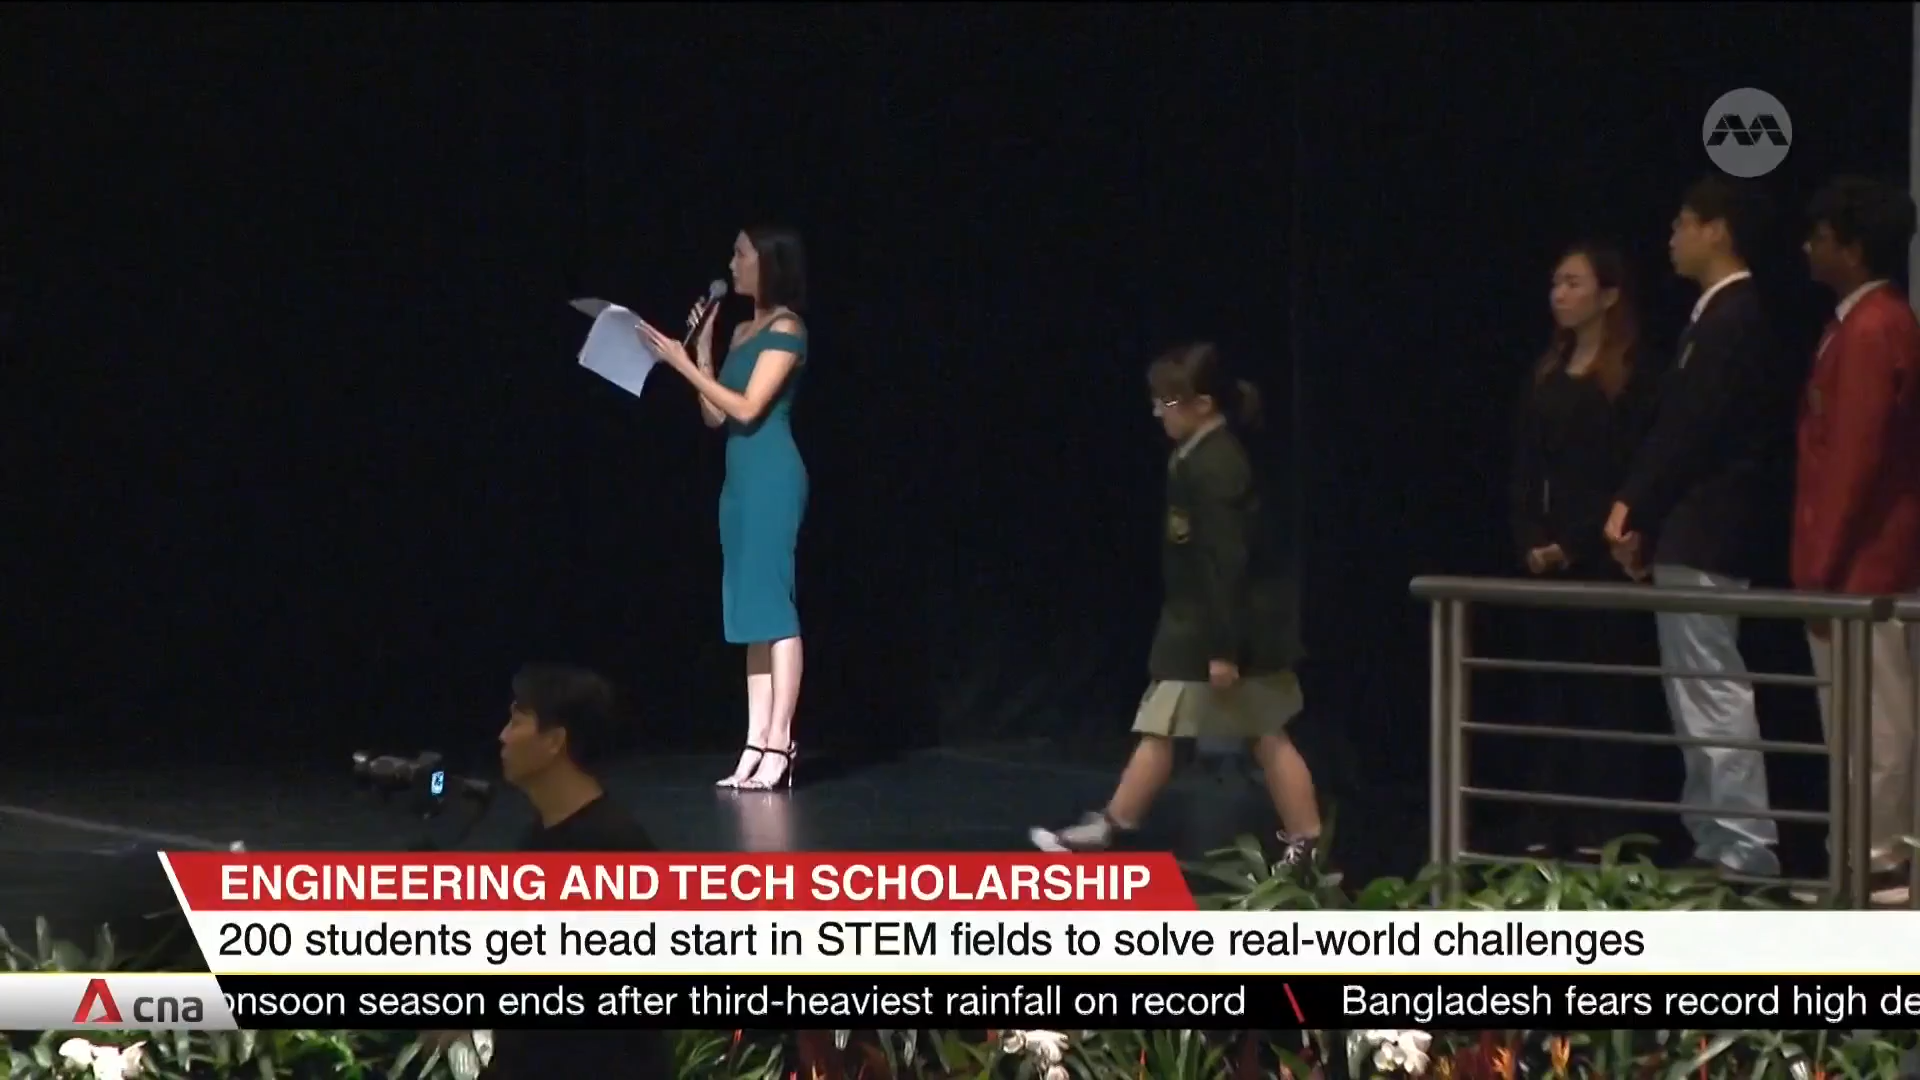 ENGINEERING AND TECH SCHOLARSHIP
200 students get head start in STEM fields to solve real-world challenges
cna
onsoon season ends after third-heaviest rainfall on record \ Bangladesh fears record high de